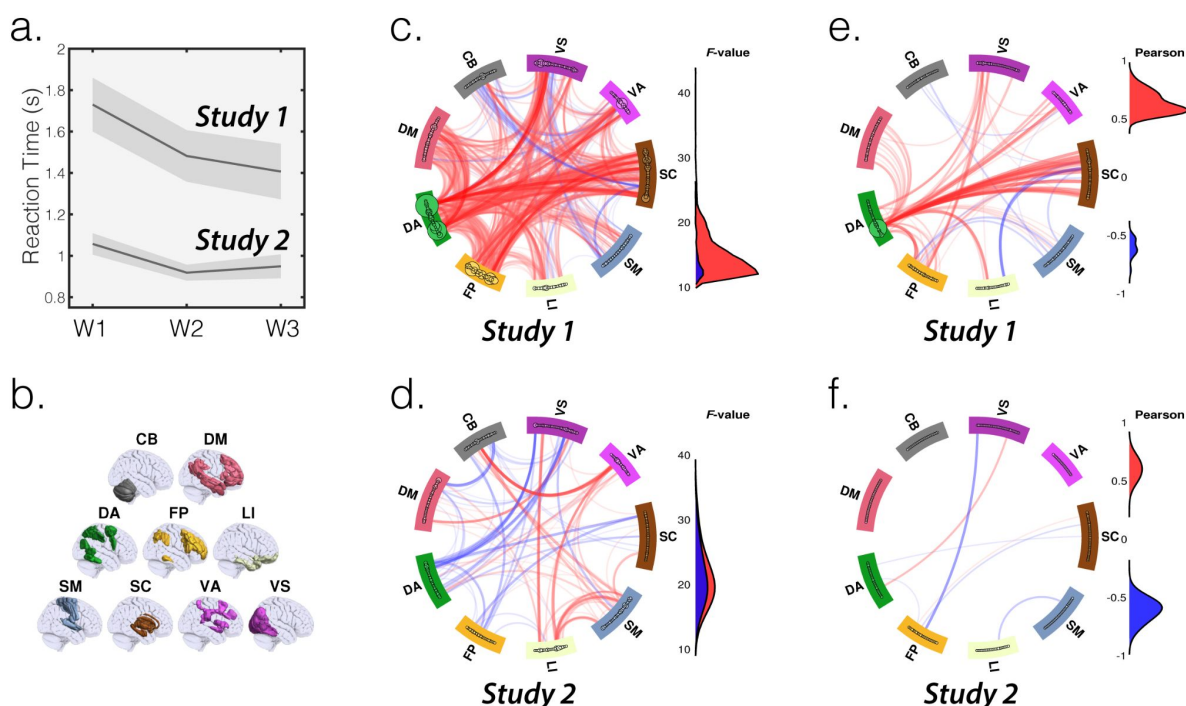 a.
2
1.8
1.6
1.4
1.2
1
0.8
Reaction Time (s)
Study 1
Study 2
W1 W2 W3
b.
CB DM
DA FP LI
SM SC VA VS
c.
CB
VS
VA
DM
SC
DA
SM
FP
LI
F-value
40
30
20
10
Study 1
d.
CB
VS
VA
DM
SC
DA
SM
FP
LI
F-value
40
30
20
10
Study 2
e.
CB
VS
VA
DM
SC
DA
SM
FP
LI
Pearson
1
0.5
0
-0.5
-1
Study 1
f.
CB
VS
VA
DM
SC
DA
SM
FP
LI
Pearson
1
0.5
0
-0.5
-1
Study 2